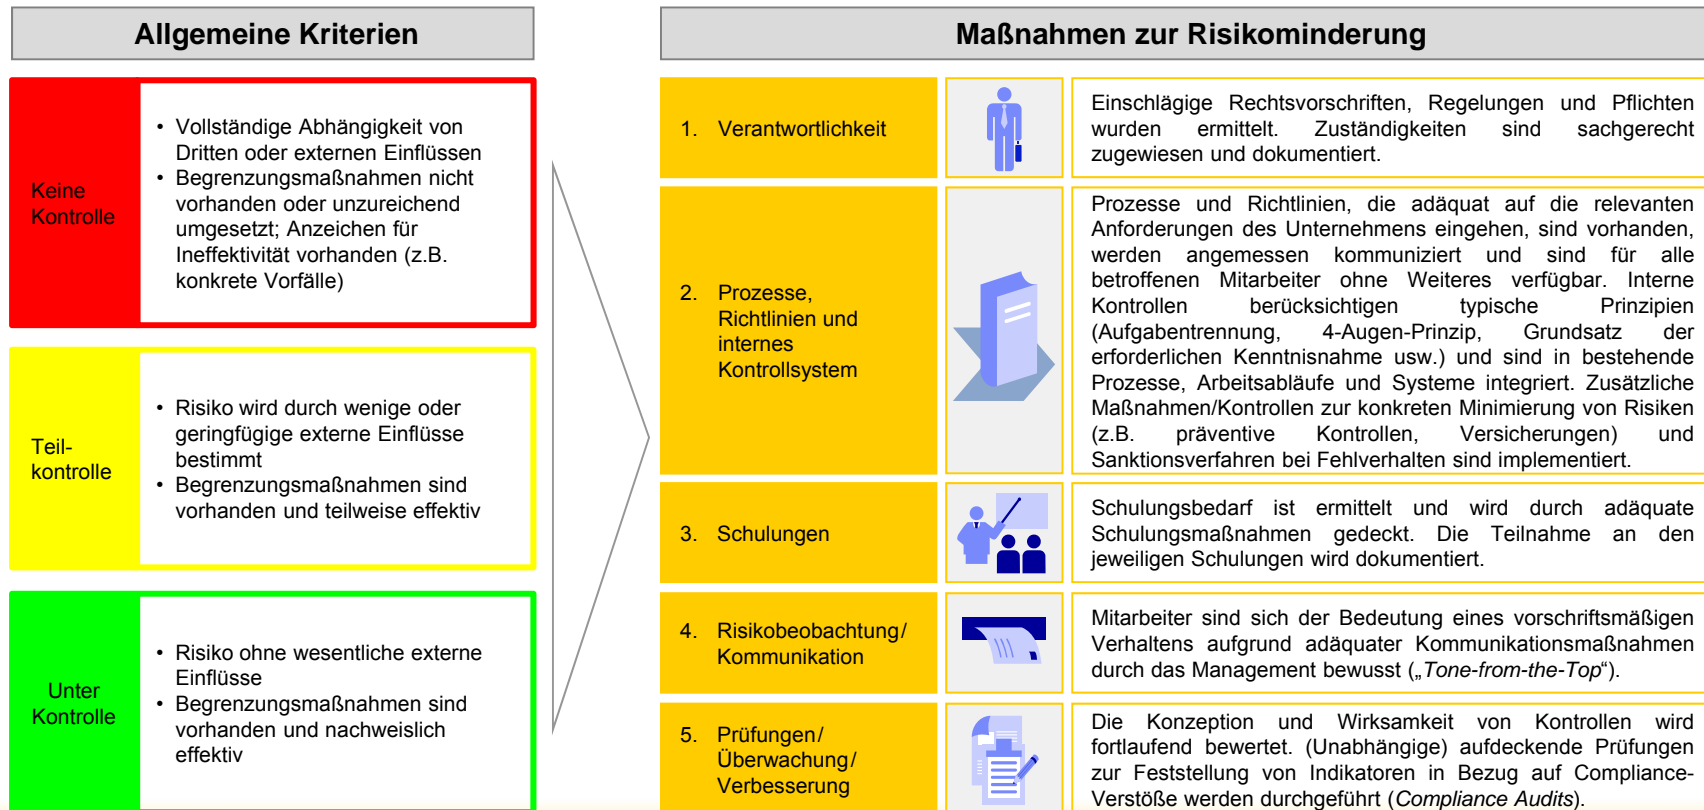 Allgemeine Kriterien
Keine
Kontrolle
• Vollständige Abhängigkeit von
Dritten oder externen Einflüssen
• Begrenzungsmaßnahmen nicht
vorhanden oder unzureichend
umgesetzt; Anzeichen für
Ineffektivität vorhanden (z.B.
konkrete Vorfälle)
Teil-
kontrolle
• Risiko wird durch wenige oder
geringfügige externe Einflüsse
bestimmt
• Begrenzungsmaßnahmen sind
vorhanden und teilweise effektiv
Unter
Kontrolle
• Risiko ohne wesentliche externe
Einflüsse
• Begrenzungsmaßnahmen sind
vorhanden und nachweislich
effektiv
Maßnahmen zur Risikominderung
1. Verantwortlichkeit
Einschlägige Rechtsvorschriften, Regelungen und Pflichten
wurden ermittelt. Zuständigkeiten sind sachgerecht
zugewiesen und dokumentiert.
2. Prozesse,
Richtlinien und
internes
Kontrollsystem
Prozesse und Richtlinien, die adäquat auf die relevanten
Anforderungen des Unternehmens eingehen, sind vorhanden,
werden angemessen kommuniziert und sind für alle
betroffenen Mitarbeiter ohne Weiteres verfügbar. Interne
Kontrollen berücksichtigen typische Prinzipien
(Aufgabentrennung, 4-Augen-Prinzip, Grundsatz der
erforderlichen Kenntnisnahme usw.) und sind in bestehende
Prozesse, Arbeitsabläufe und Systeme integriert. Zusätzliche
Maßnahmen/Kontrollen zur konkreten Minimierung von Risiken
(z.B. präventive Kontrollen, Versicherungen) und
Sanktionsverfahren bei Fehlverhalten sind implementiert.
3. Schulungen
Schulungsbedarf ist ermittelt und wird durch adäquate
Schulungsmaßnahmen gedeckt. Die Teilnahme an den
jeweiligen Schulungen wird dokumentiert.
4. Risikobeobachtung/
Kommunikation
Mitarbeiter sind sich der Bedeutung eines vorschriftsmäßigen
Verhaltens aufgrund adäquater Kommunikationsmaßnahmen
durch das Management bewusst („Tone-from-the-Top“).
5. Prüfungen/
Überwachung/
Verbesserung
Die Konzeption und Wirksamkeit von Kontrollen wird
fortlaufend bewertet. (Unabhängige) aufdeckende Prüfungen
zur Feststellung von Indikatoren in Bezug auf Compliance-
Verstöße werden durchgeführt (Compliance Audits).